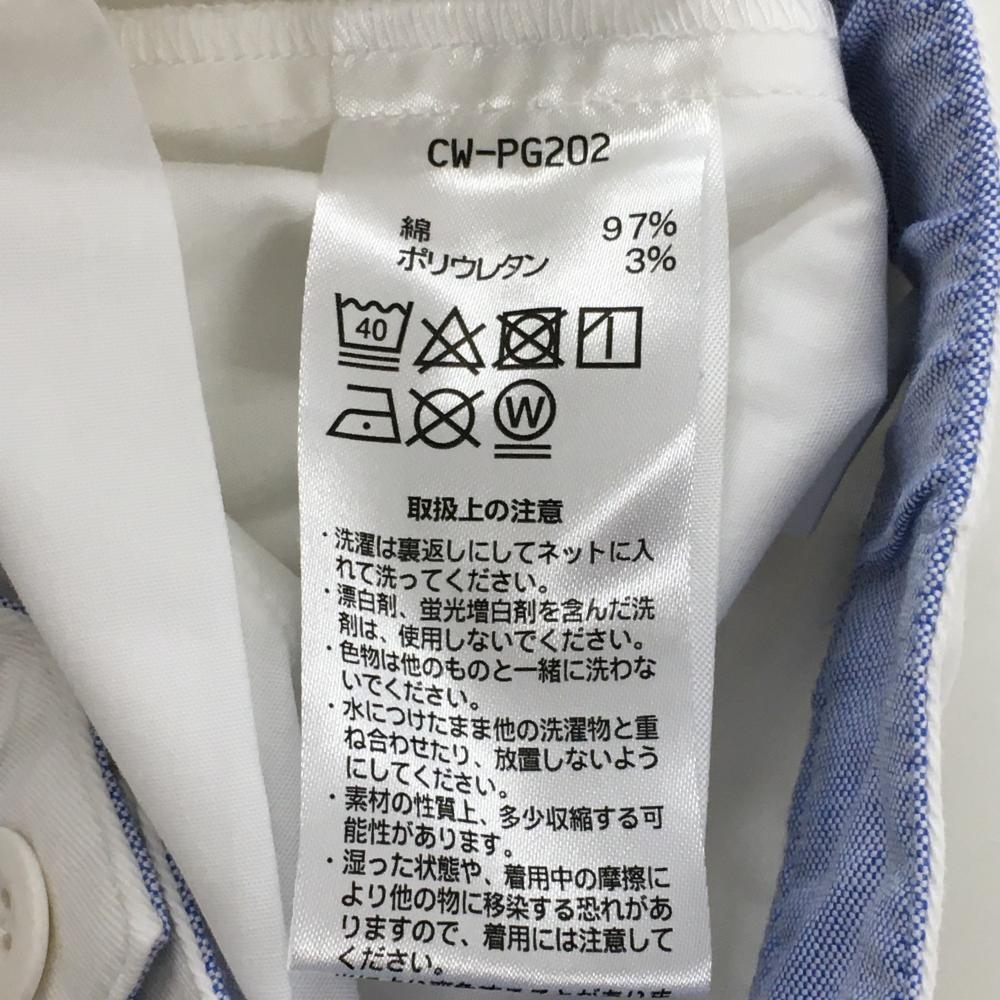 CW-PG202
綿 97%
ポリウレタン 3%
40
W
取扱上の注意
・洗濯は裏返しにしてネットに入
れて洗ってください。
・漂白剤、蛍光増白剤を含んだ洗
剤は、使用しないでください。
・色物は他のものと一緒に洗わな
いでください。
・水につけたまま他の洗濯物と重
ね合わせたり、放置しないよう
にしてください。
・素材の性質上、多少収縮する可
能性があります。
・湿った状態や、着用中の摩擦に
より他の物に移染する恐れがあ
りますので、着用には注意して
ください。